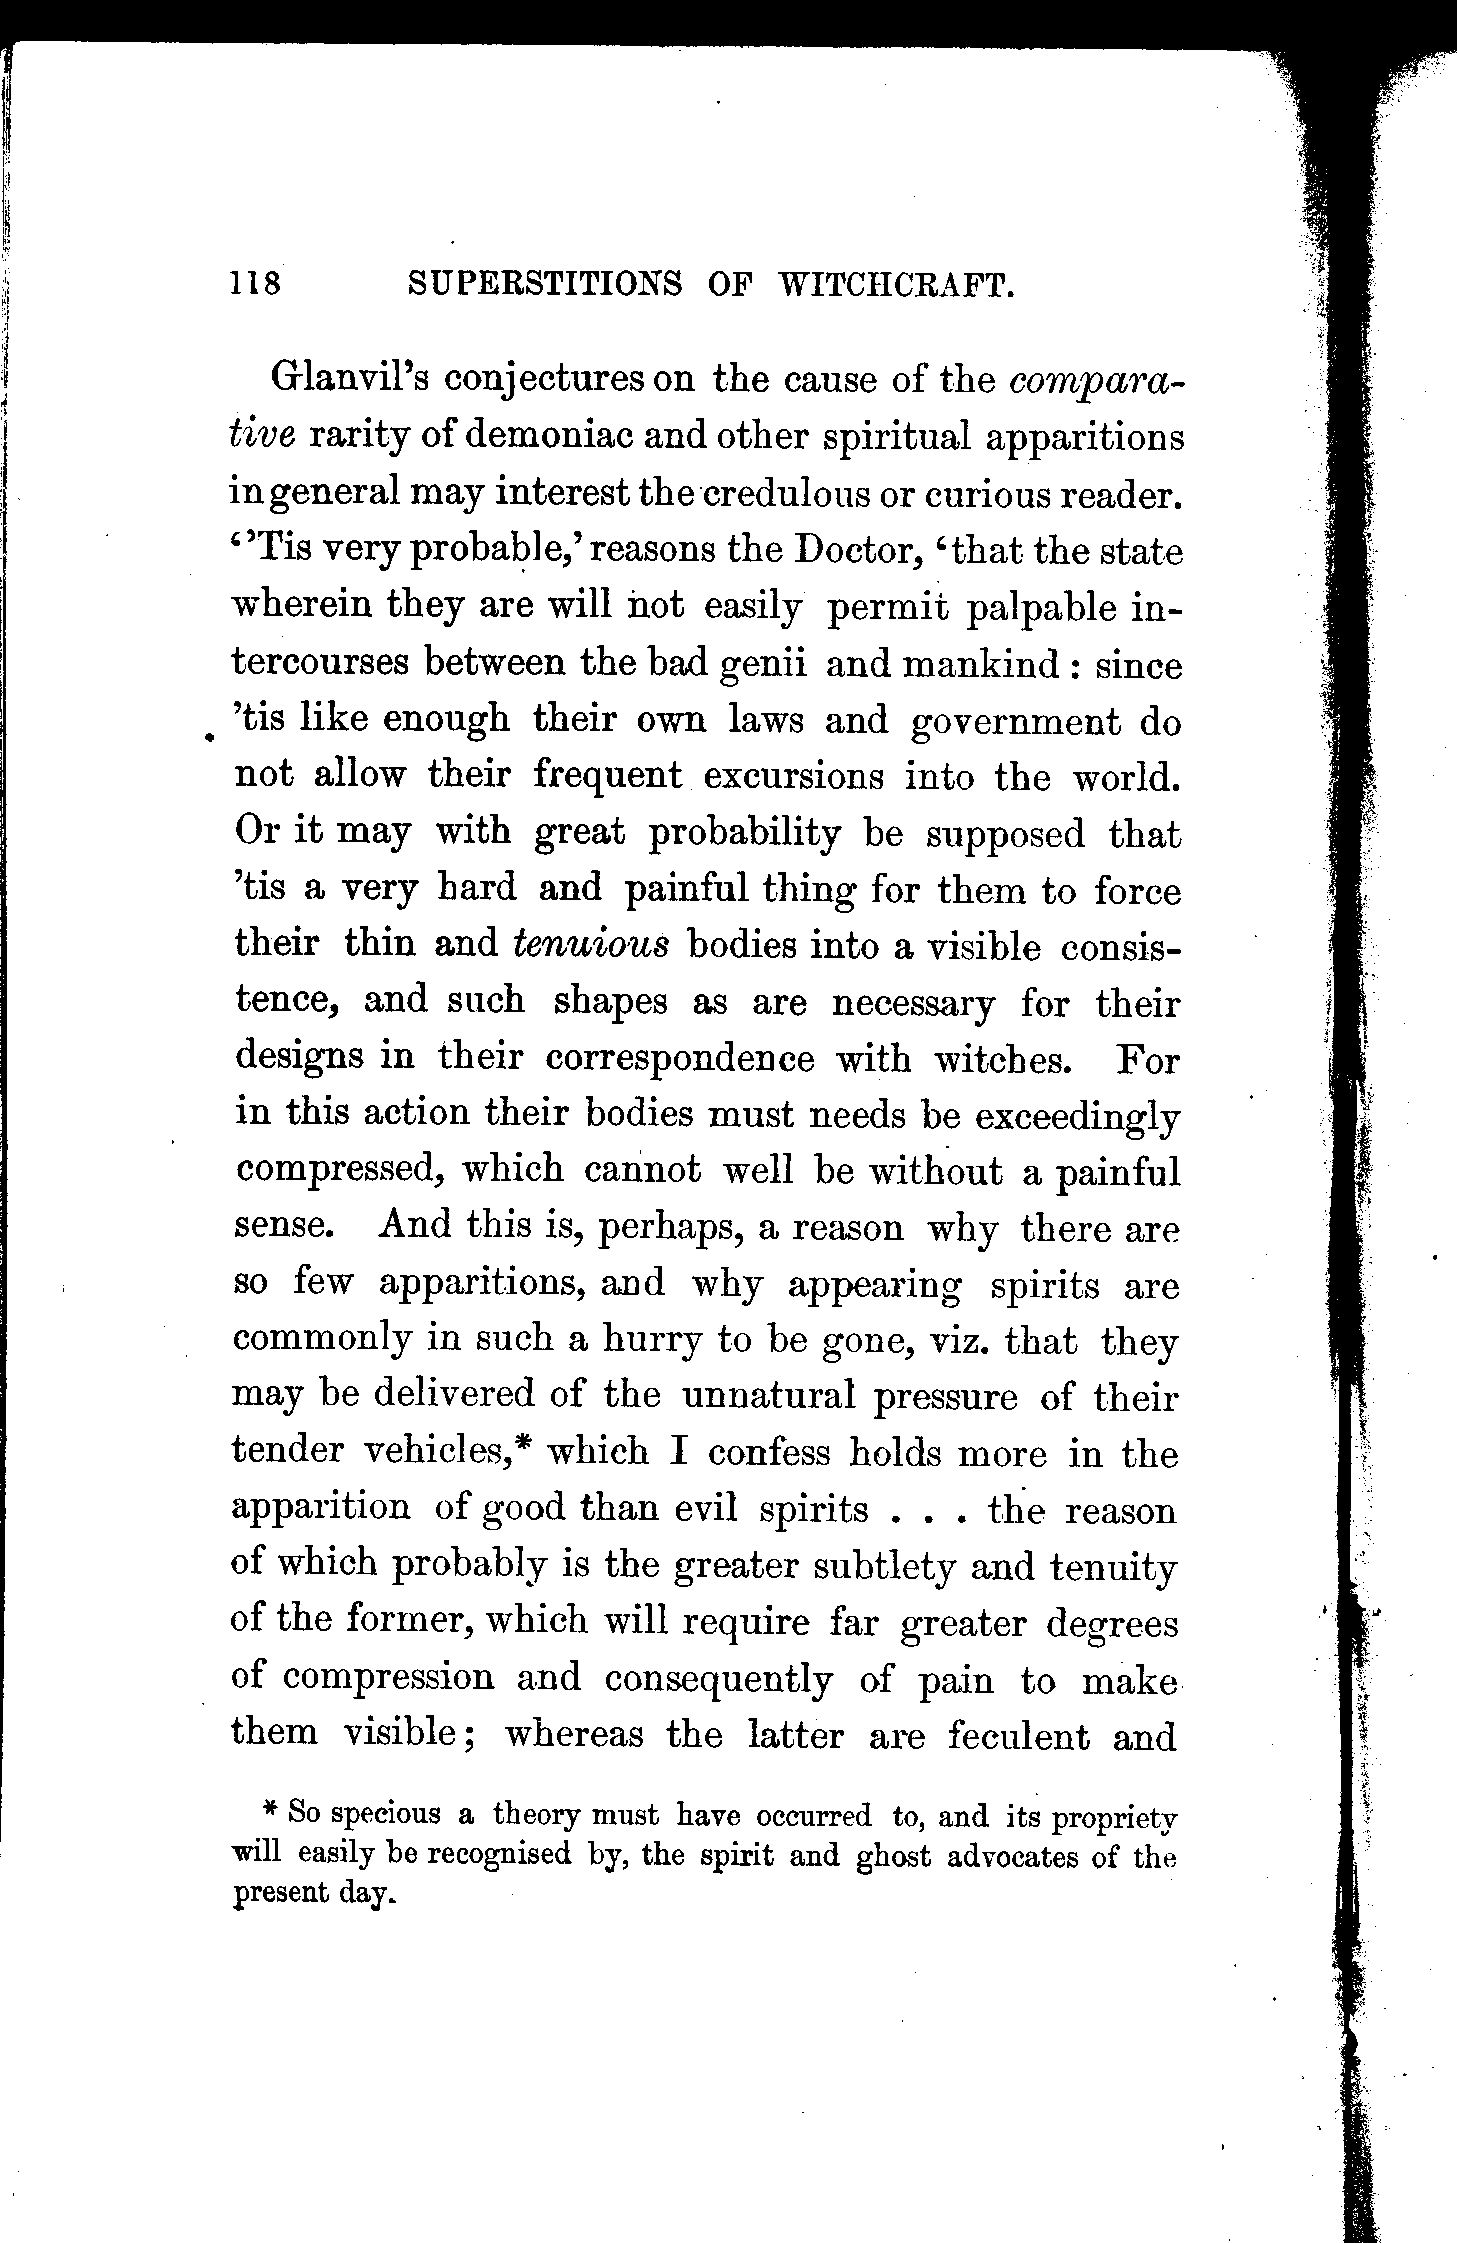 118 SUPERSTITIONS OF WITCHCRAFT.
Glanvil's conjectures on the cause of the compara-
tive rarity of demoniac and other spiritual apparitions
in general may interest the credulous or curious reader.
‘’Tis very probable,’ reasons the Doctor, ‘that the state
wherein they are will not easily permit palpable in-
tercourses between the bad genii and mankind : since
’tis like enough their own laws and government do
not allow their frequent excursions into the world.
Or it may with great probability be supposed that
’tis a very hard and painful thing for them to force
their thin and tenuious bodies into a visible consis-
tence, and such shapes as are necessary for their
designs in their correspondence with witches. For
in this action their bodies must needs be exceedingly
compressed, which cannot well be without a painful
sense. And this is, perhaps, a reason why there are
so few apparitions, and why appearing spirits are
commonly in such a hurry to be gone, viz. that they
may be delivered of the unnatural pressure of their
tender vehicles,* which I confess holds more in the
apparition of good than evil spirits . . . the reason
of which probably is the greater subtlety and tenuity
of the former, which will require far greater degrees
of compression and consequently of pain to make
them visible; whereas the latter are feculent and
* So specious a theory must have occurred to, and its propriety
will easily be recognised by, the spirit and ghost advocates of the
present day.